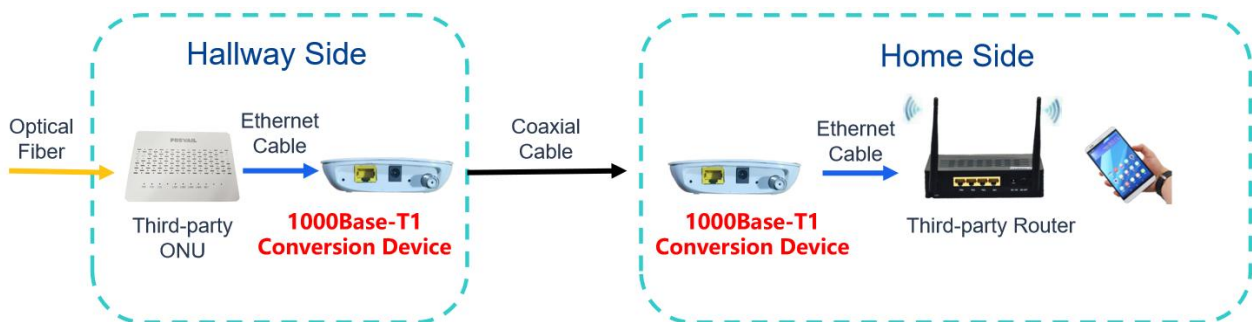 Hallway Side
Home Side
Optical
Fiber
Ethernet
Cable
Coaxial
Cable
Ethernet
Cable
PREVAIL
Third-party
ONU
1000Base-T1
Conversion Device
1000Base-T1
Conversion Device
Third-party Router